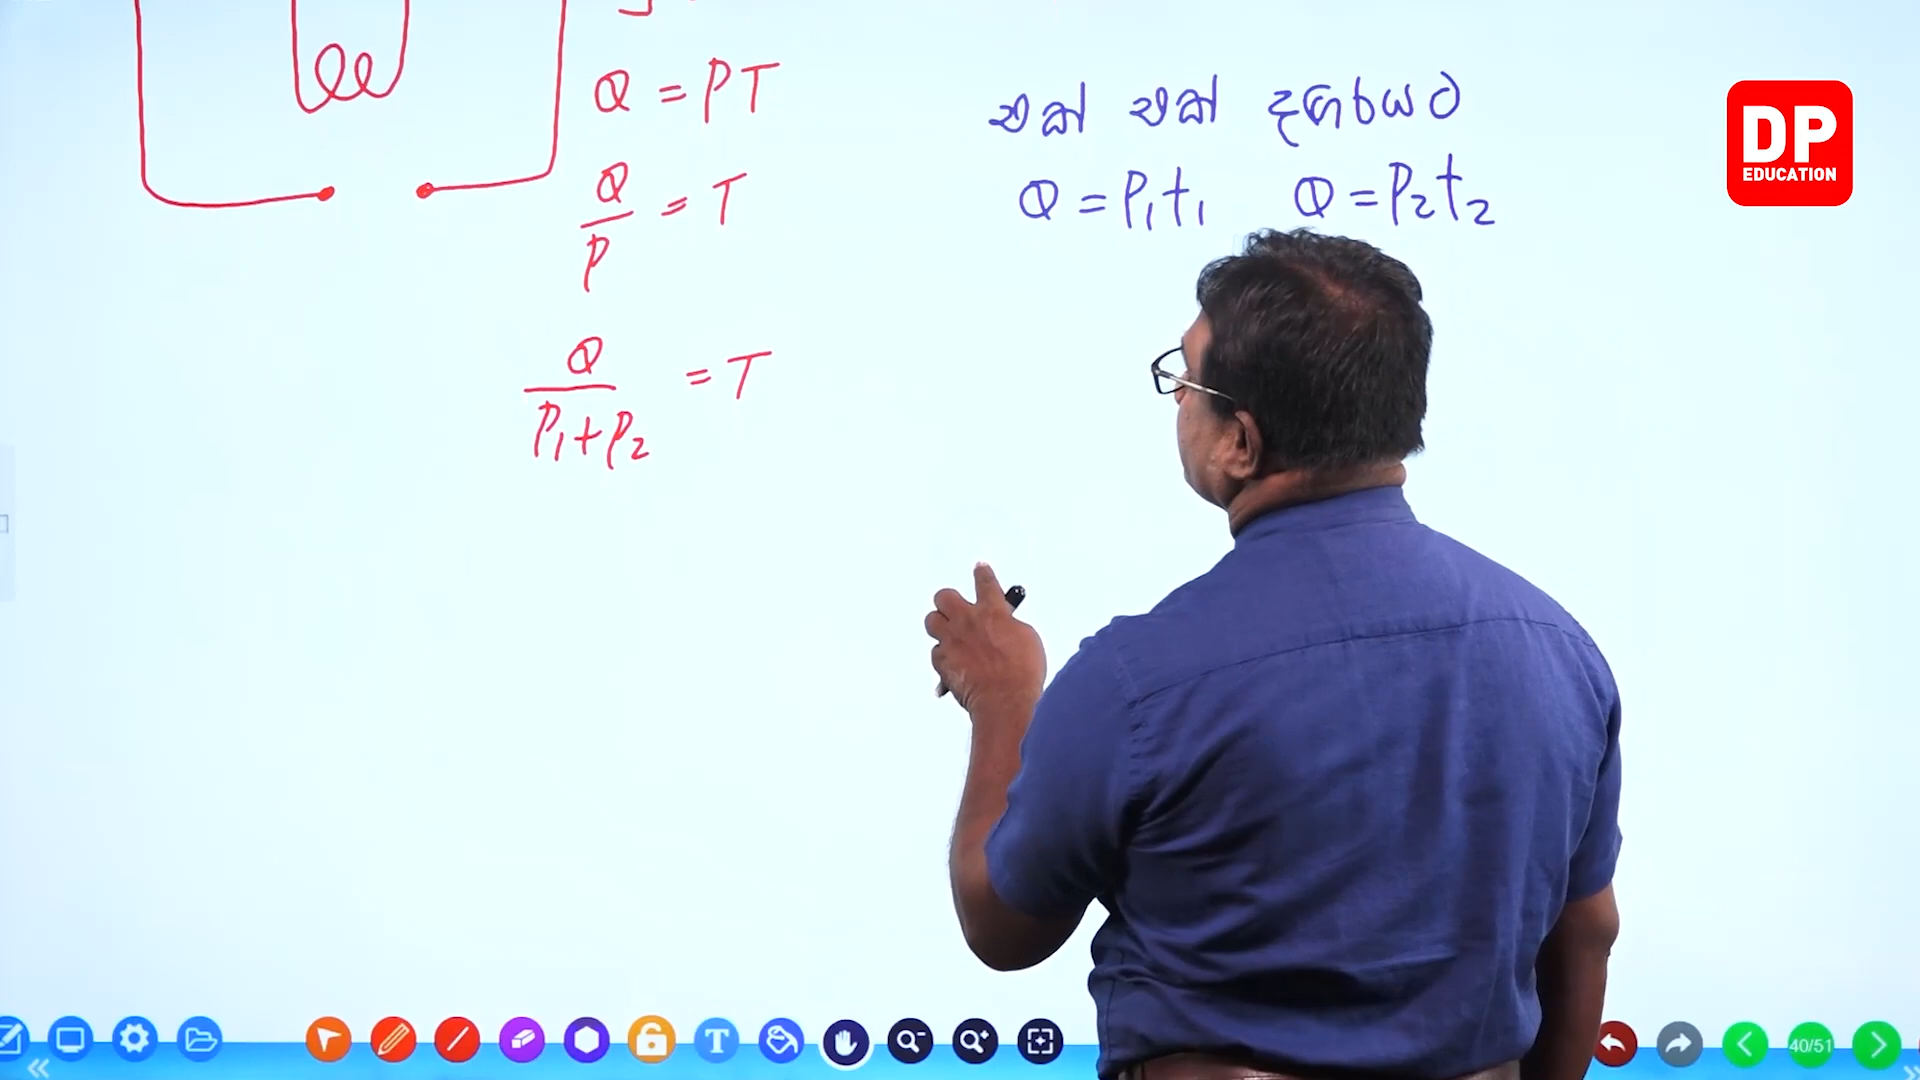 Q = PT
Q/P = T
Q/P₁+P₂ = T
එක් එක් දඟරයට
Q = P₁t₁ Q = P₂t₂
DP
EDUCATION
T
40/51